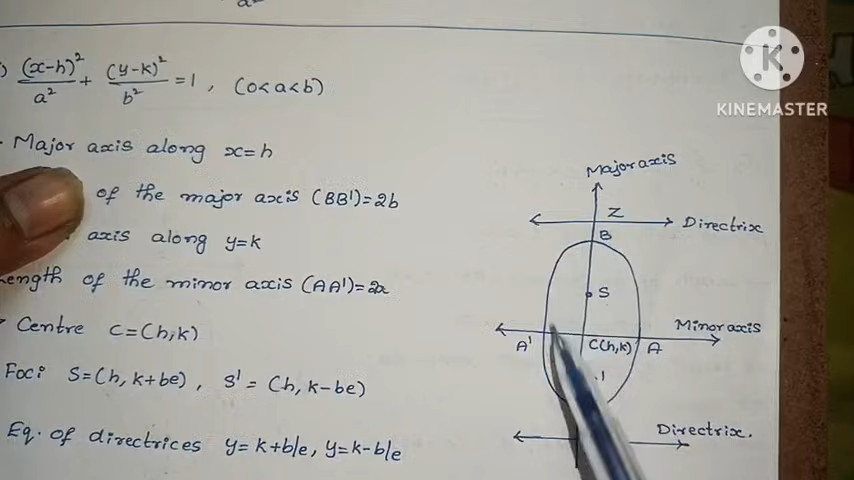 (x-h)²/a² + (y-k)²/b² = 1 , (0<a<b)
Major axis along x=h
of the major axis (BB')=2b
axis along y=k
Length of the minor axis (AA')=2a
Centre C=(h,k)
Foci S=(h, k+be) , S' = (h, k-be)
Eq. of directrices y= k+b/e, y=k-b/e
Major axis
Z
Directrix
B
S
Minor axis
A'
C(h,k)
A
Directrix.
K
KINEMASTER